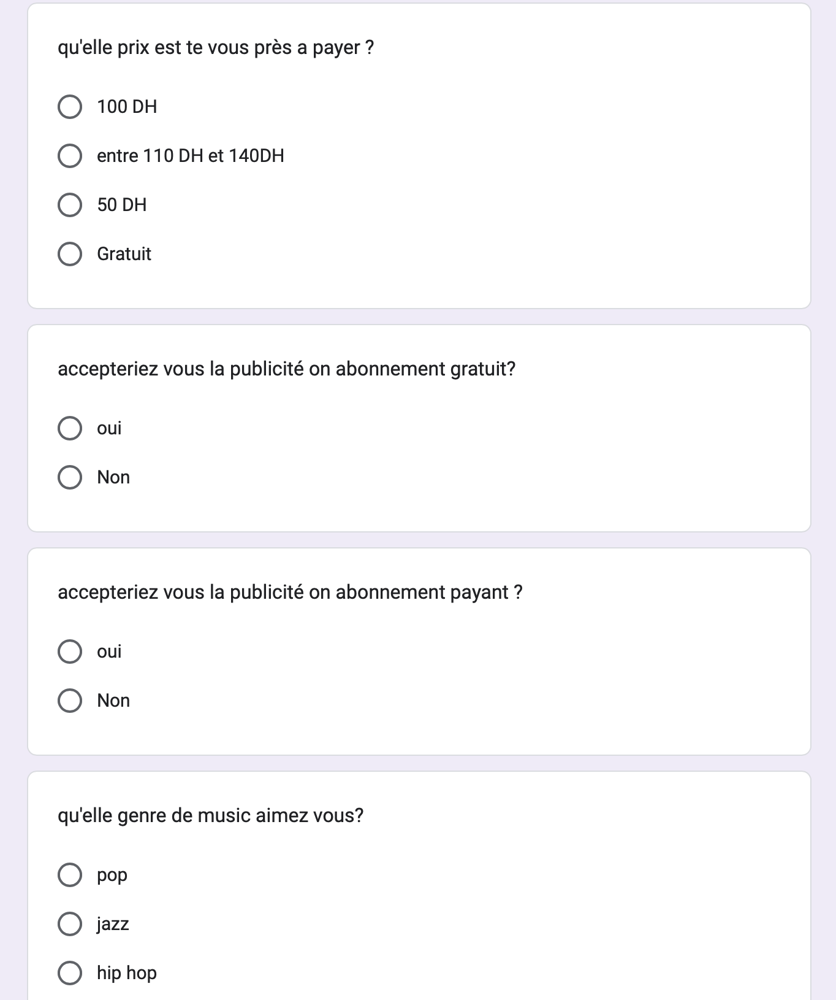 qu'elle prix est te vous près a payer ?
100 DH
entre 110 DH et 140DH
50 DH
Gratuit
accepteriez vous la publicité on abonnement gratuit?
oui
Non
accepteriez vous la publicité on abonnement payant ?
oui
Non
qu'elle genre de music aimez vous?
pop
jazz
hip hop